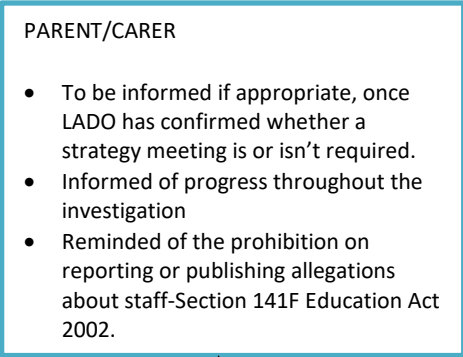 PARENT/CARER
• To be informed if appropriate, once
LADO has confirmed whether a
strategy meeting is or isn’t required.
• Informed of progress throughout the
investigation
• Reminded of the prohibition on
reporting or publishing allegations
about staff-Section 141F Education Act
2002.